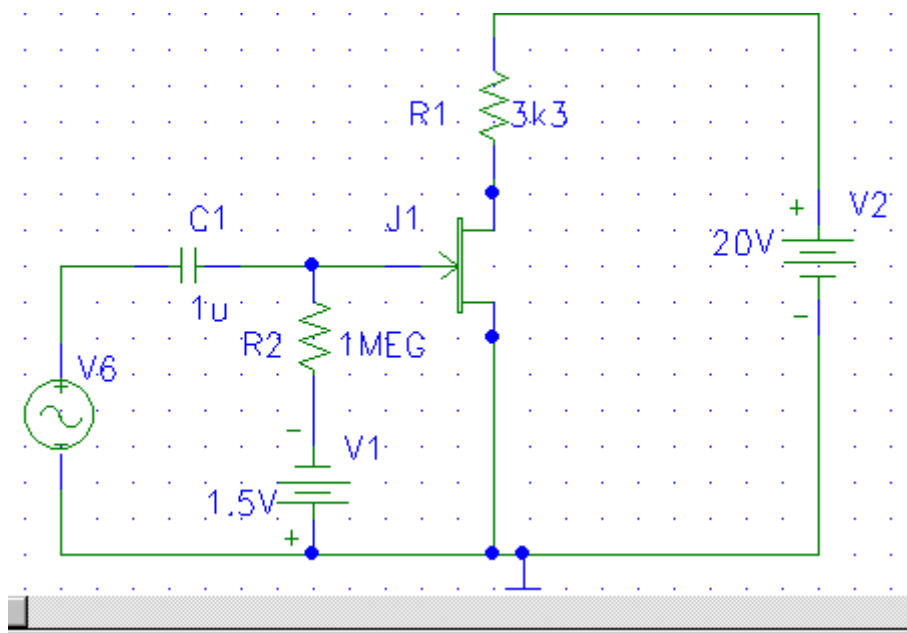 R1 3k3
C1
J1
+ V2
20V
1u
-
R2 1MEG
V6
+
-
V1
1.5V
+
-